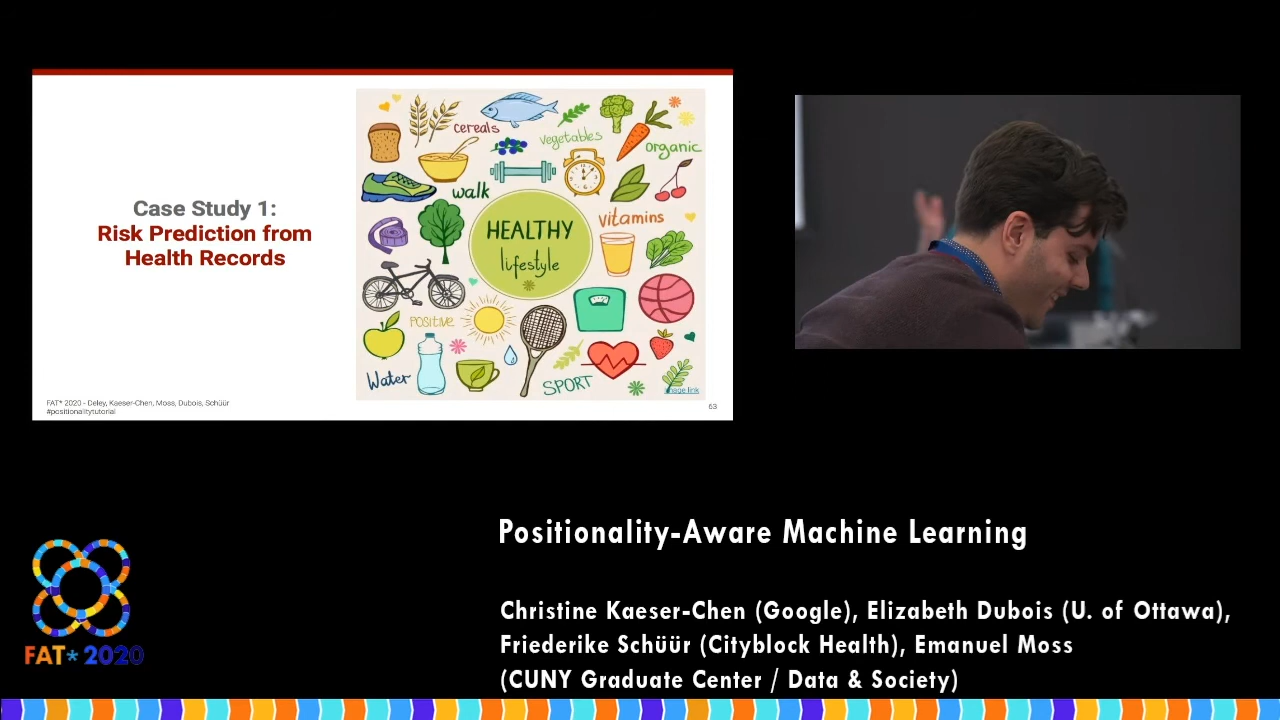 Case Study 1:
Risk Prediction from
Health Records
cereals
vegetables
organic
walk
HEALTHY
lifestyle
vitamins
POSITIVE
Water
SPORT
image link
FAT* 2020 - Deley, Kaeser-Chen, Moss, Dubois, Schüür
#positionalitytutorial
63
Positionality-Aware Machine Learning
Christine Kaeser-Chen (Google), Elizabeth Dubois (U. of Ottawa),
Friederike Schüür (Cityblock Health), Emanuel Moss
(CUNY Graduate Center / Data & Society)
FAT* 2020